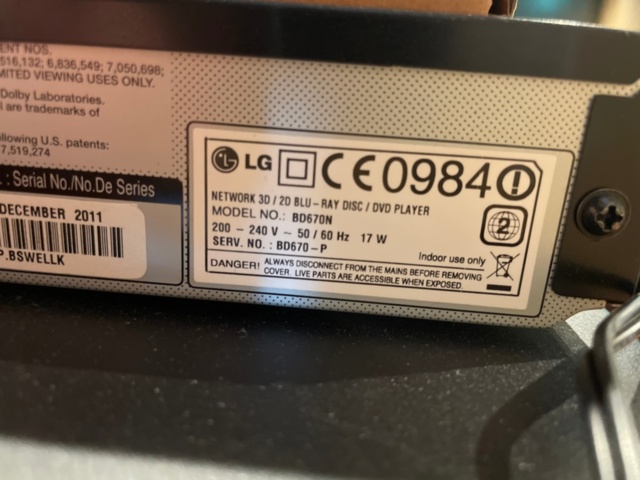 ENT NOS.
516,132; 6,836,549; 7,050,698;
MITED VIEWING USES ONLY.
Dolby Laboratories.
l are trademarks of
llowing U.S. patents:
7,519,274
: Serial No./No.De Series
DECEMBER 2011
P.BSWELLK
LG CE0984
NETWORK 3D / 2D BLU-RAY DISC / DVD PLAYER
MODEL NO.: BD670N
200 - 240 V ~ 50 / 60 Hz 17 W
SERV. NO. : BD670-P
2
Indoor use only
DANGER! ALWAYS DISCONNECT FROM THE MAINS BEFORE REMOVING
COVER. LIVE PARTS ARE ACCESSIBLE WHEN EXPOSED.